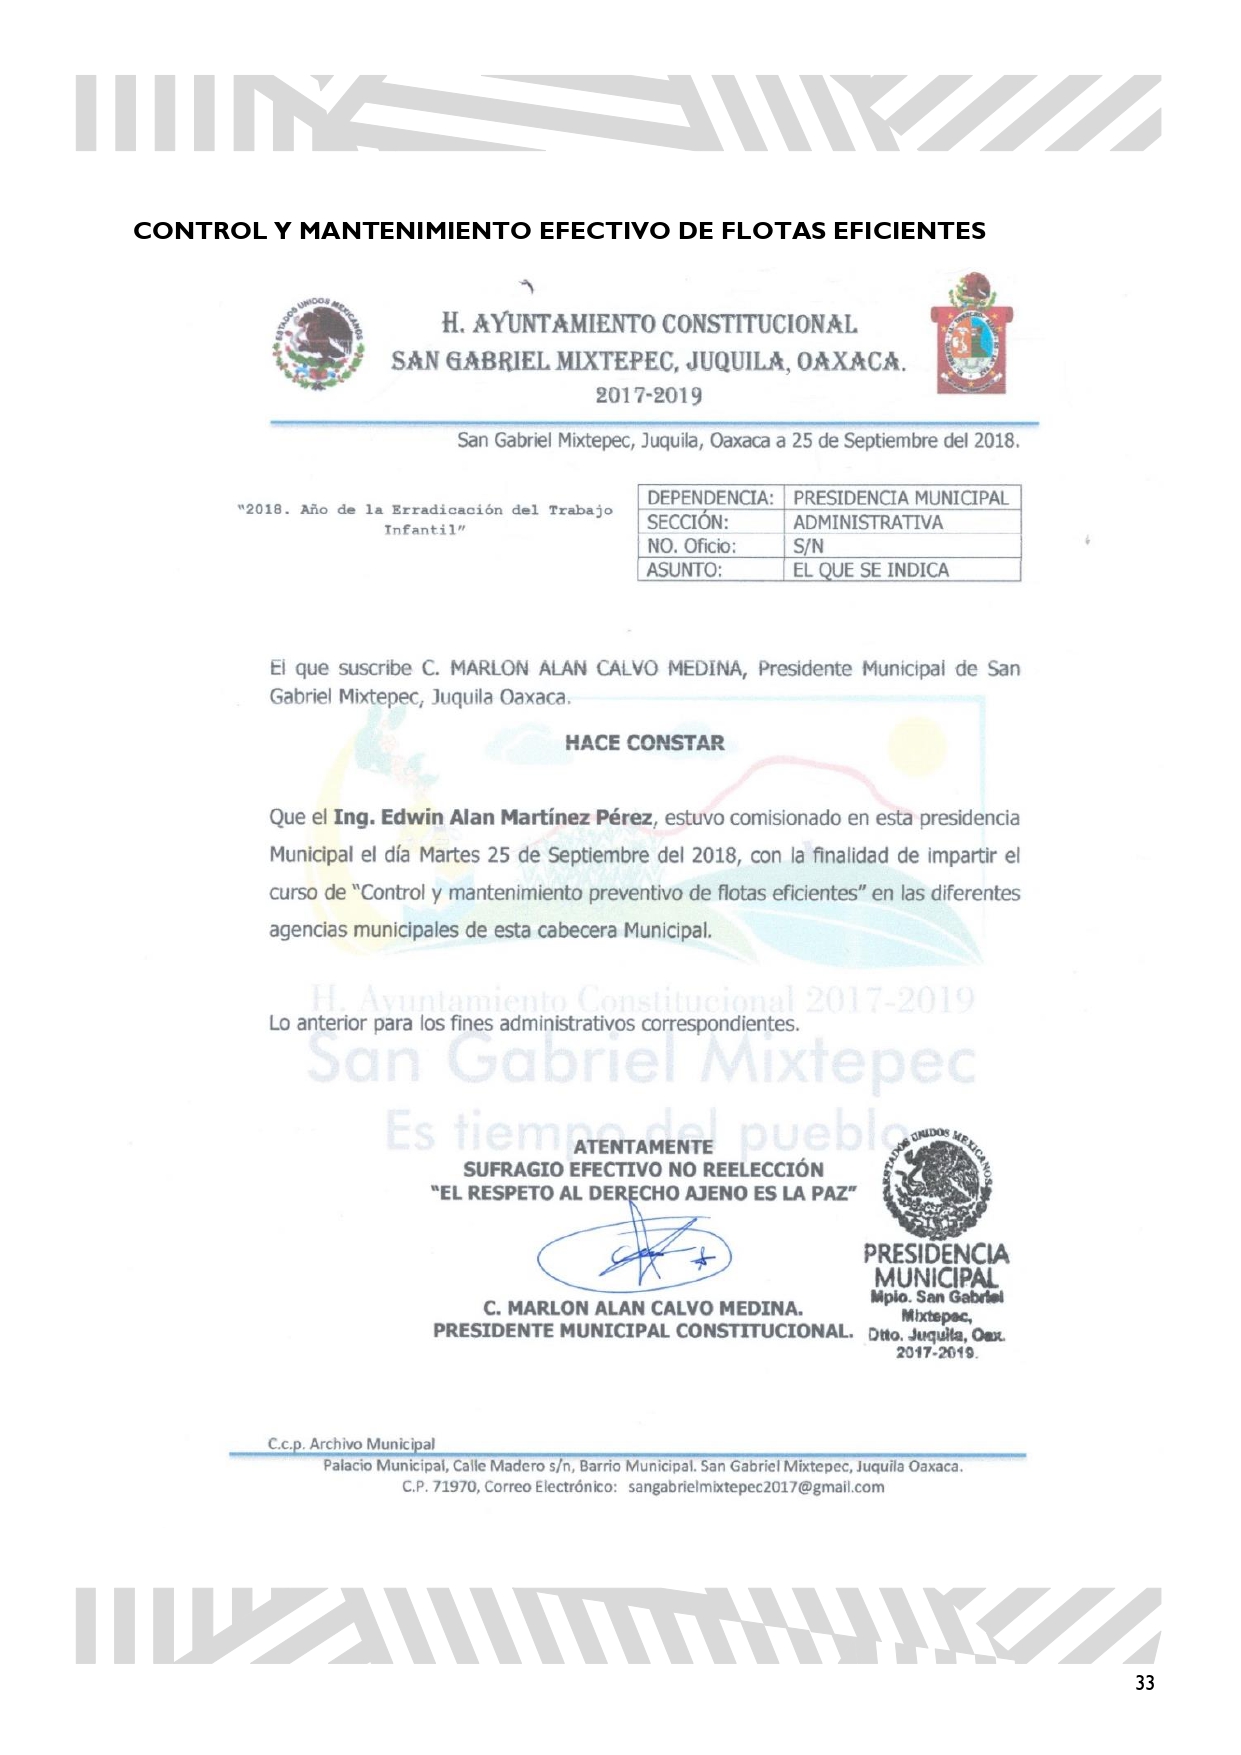 CONTROL Y MANTENIMIENTO EFECTIVO DE FLOTAS EFICIENTES
ESTADOS UNIDOS MEXICANOS
H. AYUNTAMIENTO CONSTITUCIONAL
SAN GABRIEL MIXTEPEC, JUQUILA, OAXACA.
2017-2019
San Gabriel Mixtepec, Juquila, Oaxaca a 25 de Septiembre del 2018.
"2018. Año de la Erradicación del Trabajo
Infantil"
DEPENDENCIA: PRESIDENCIA MUNICIPAL
SECCIÓN: ADMINISTRATIVA
NO. Oficio: S/N
ASUNTO: EL QUE SE INDICA
El que suscribe C. MARLON ALAN CALVO MEDINA, Presidente Municipal de San
Gabriel Mixtepec, Juquila Oaxaca.
HACE CONSTAR
Que el Ing. Edwin Alan Martínez Pérez, estuvo comisionado en esta presidencia
Municipal el día Martes 25 de Septiembre del 2018, con la finalidad de impartir el
curso de "Control y mantenimiento preventivo de flotas eficientes" en las diferentes
agencias municipales de esta cabecera Municipal.
H. Ayuntamiento Constitucional 2017-2019
Lo anterior para los fines administrativos correspondientes.
San Gabriel Mixtepec
Es tiempo del pueblo
ATENTAMENTE
SUFRAGIO EFECTIVO NO REELECCIÓN
"EL RESPETO AL DERECHO AJENO ES LA PAZ"
C. MARLON ALAN CALVO MEDINA.
PRESIDENTE MUNICIPAL CONSTITUCIONAL.
ESTADOS UNIDOS MEXICANOS
PRESIDENCIA
MUNICIPAL
Mpio. San Gabriel
Mixtepec,
Dtto. Juquila, Oax.
2017-2019.
C.c.p. Archivo Municipal
Palacio Municipal, Calle Madero s/n, Barrio Municipal. San Gabriel Mixtepec, Juquila Oaxaca.
C.P. 71970, Correo Electrónico: sangabrielmixtepec2017@gmail.com
33